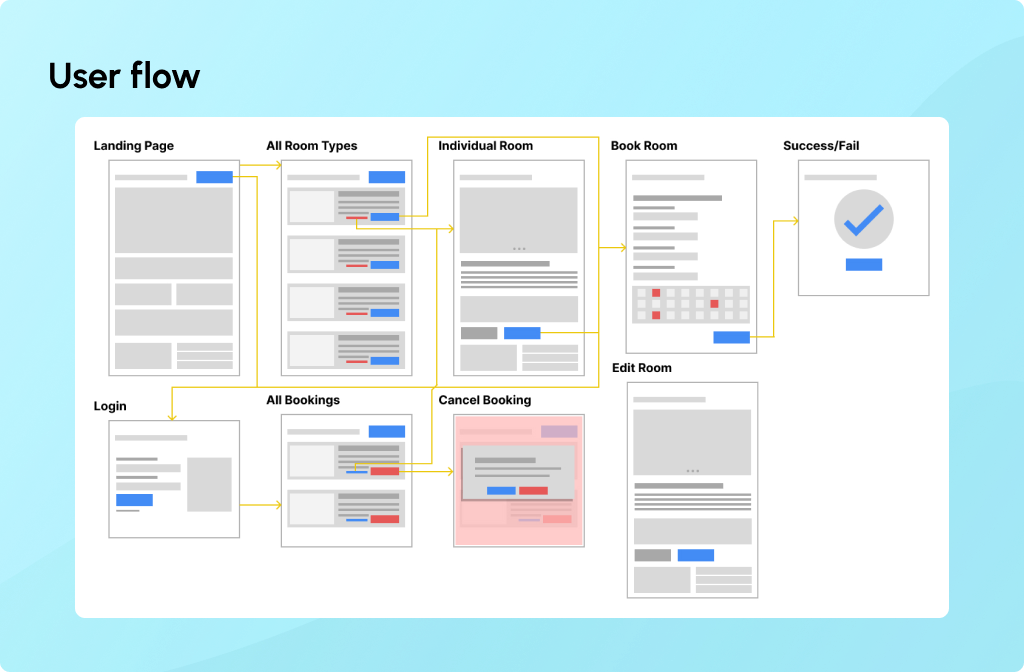 User flow
Landing Page
All Room Types
Individual Room
Book Room
Success/Fail
Edit Room
Login
All Bookings
Cancel Booking